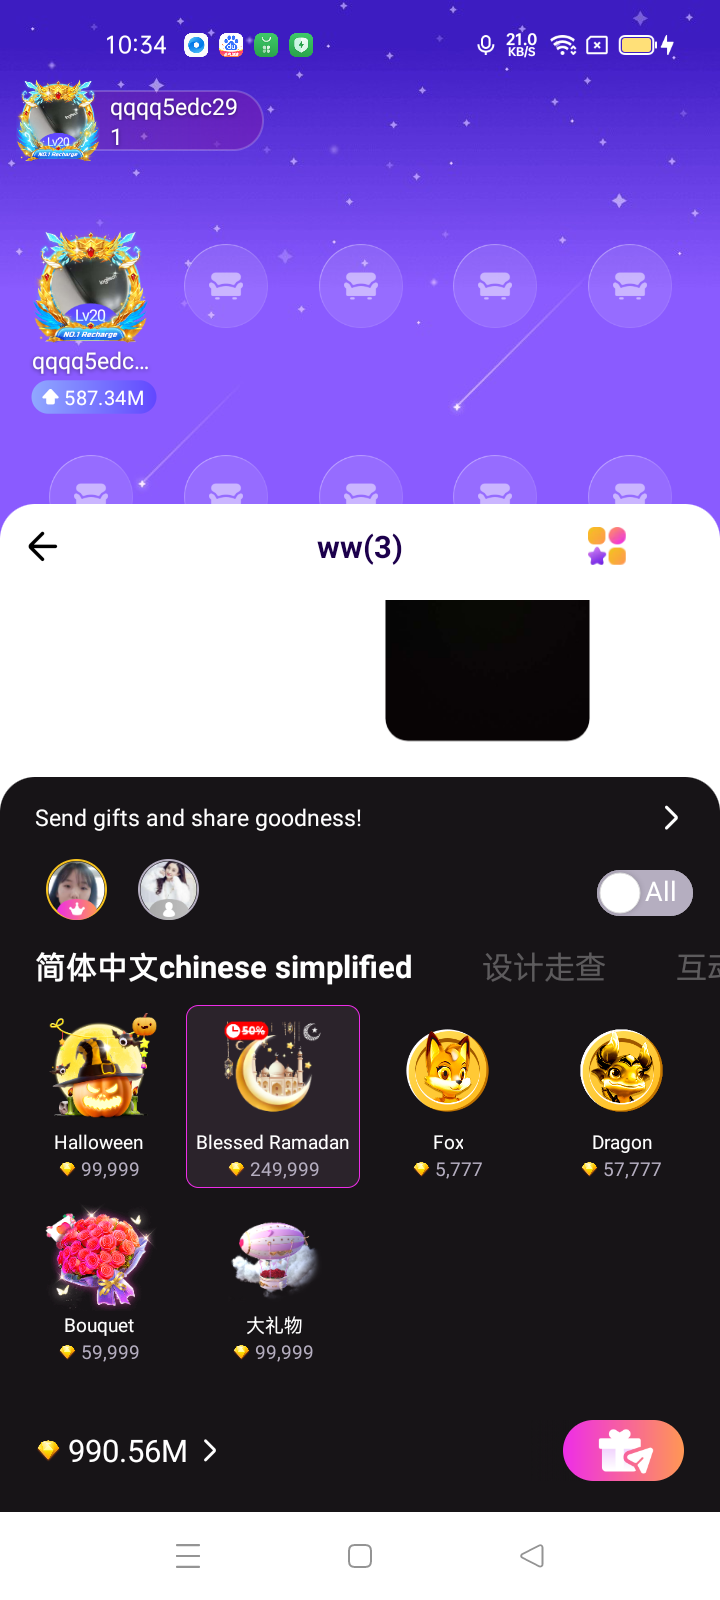 10:34
21.0
KB/S
qqqq5edc29
1
Lv20
NO.1 Recharge
Lv20
NO.1 Recharge
qqqq5edc...
587.34M
ww(3)
Send gifts and share goodness!
All
简体中文chinese simplified
设计走查
互动
50%
Halloween
99,999
Blessed Ramadan
249,999
Fox
5,777
Dragon
57,777
Bouquet
59,999
大礼物
99,999
990.56M